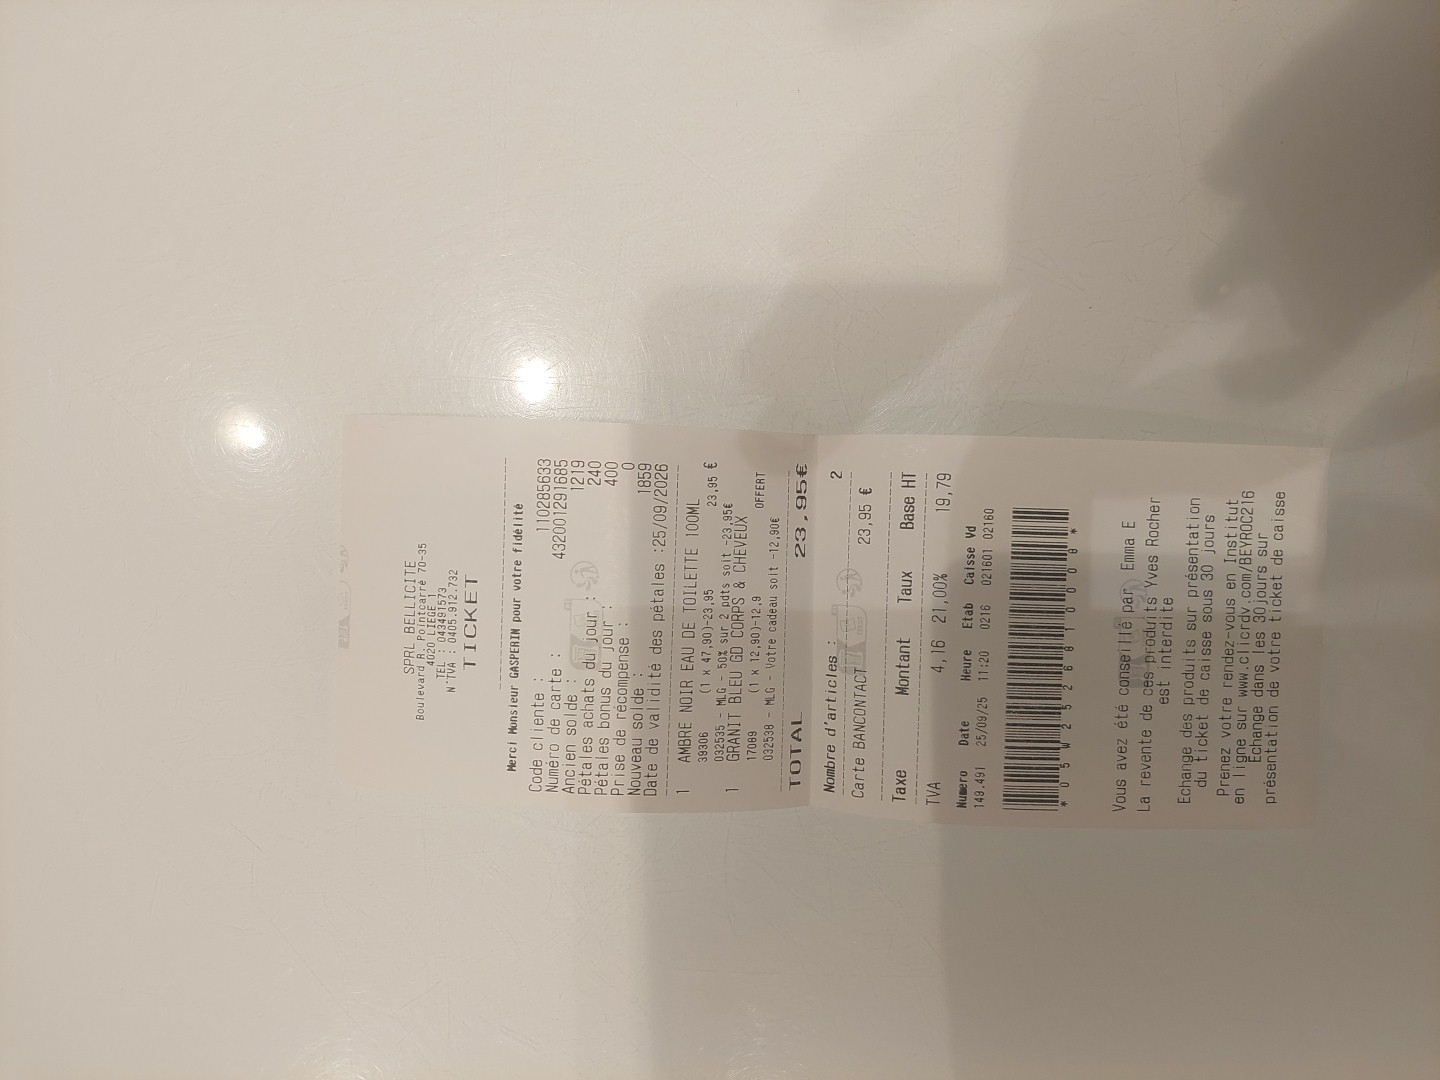 SPRL BELLICITE
Boulevard R. Pointcarré 70-35
4020 LIEGE 1
TEL : 043491573
N°TVA : 0405.912.732
TICKET
Merci Monsieur GASPERIN pour votre fidélité
Code cliente : 110285633
Numéro de carte : 432001291685
Ancien solde : 1219
Pétales achats du jour : 240
Pétales bonus du jour : 400
Prise de récompense : 0
Nouveau solde : 1859
Date de validité des pétales :25/09/2026
1 AMBRE NOIR EAU DE TOILETTE 100ML
39306 (1 x 47,90)-23,95 23,95 €
032535 - MLG - 50% sur 2 pdts soit -23,95€
1 GRANIT BLEU GD CORPS & CHEVEUX
17089 (1 x 12,90)-12,9 OFFERT
032538 - MLG - Votre cadeau soit -12,90€
TOTAL 23,95€
Nombre d'articles : 2
Carte BANCONTACT 23,95 €
Taxe Montant Taux Base HT
TVA 4,16 21,00% 19,79
Numero Date Heure Etab Caisse Vd
149.491 25/09/25 11:20 0216 021601 02160
Vous avez été conseillé par Emma E
La revente de ces produits Yves Rocher
est interdite
Echange des produits sur présentation
du ticket de caisse sous 30 jours
Prenez votre rendez-vous en Institut
en ligne sur www.clicrdv.com/BEYROC216
Echange dans les 30jours sur
présentation de votre ticket de caisse